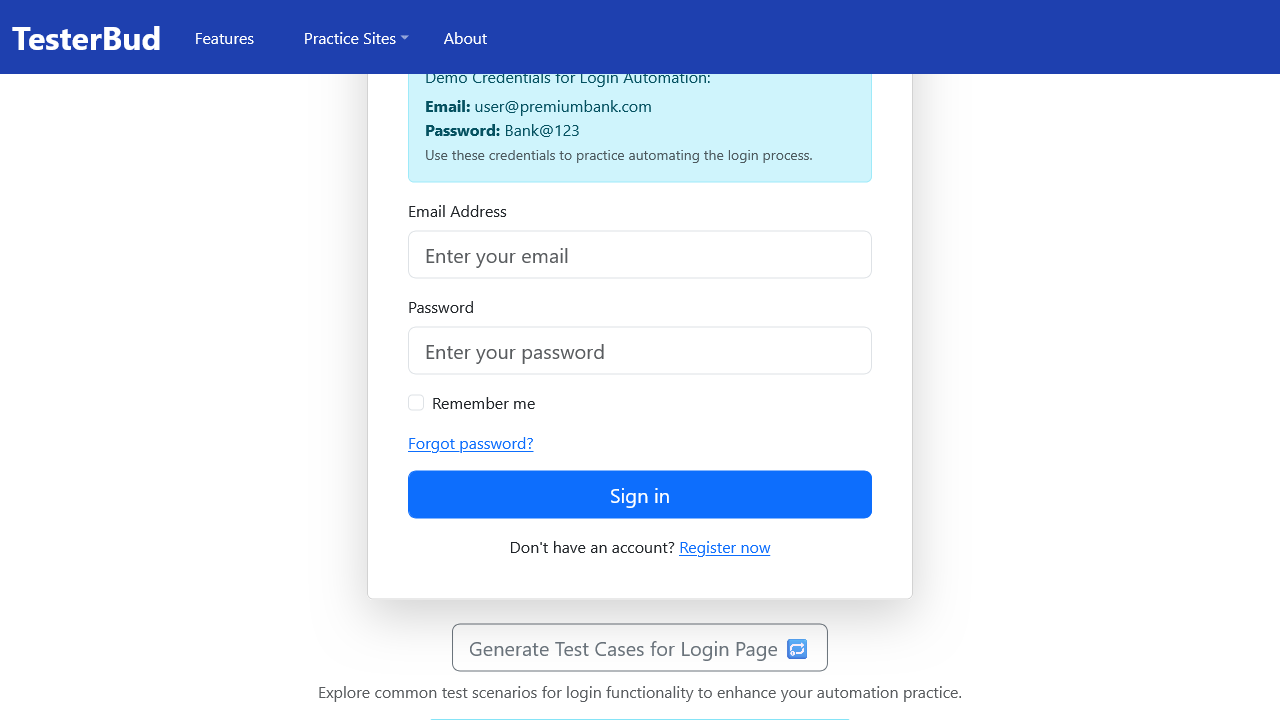 TesterBud
Features
Practice Sites
About
Demo Credentials for Login Automation:
Email: user@premiumbank.com
Password: Bank@123
Use these credentials to practice automating the login process.
Email Address
Enter your email
Password
Enter your password
Remember me
Forgot password?
Sign in
Don't have an account? Register now
Generate Test Cases for Login Page 🔁
Explore common test scenarios for login functionality to enhance your automation practice.